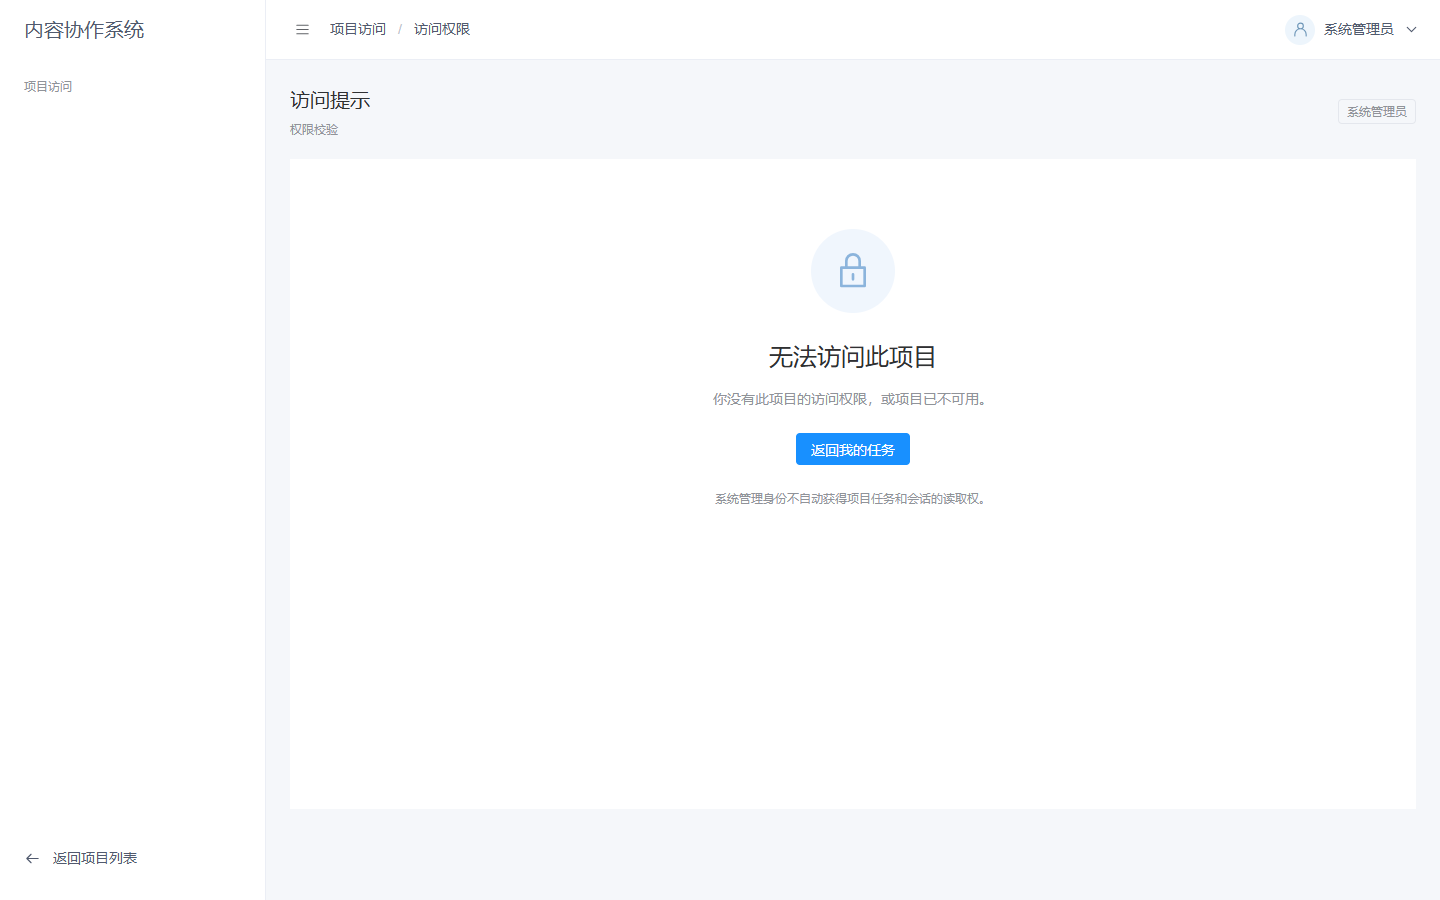 内容协作系统
项目访问 / 访问权限
系统管理员
项目访问
访问提示
权限校验
系统管理员
无法访问此项目
你没有此项目的访问权限，或项目已不可用。
返回我的任务
系统管理身份不自动获得项目任务和会话的读取权。
返回项目列表